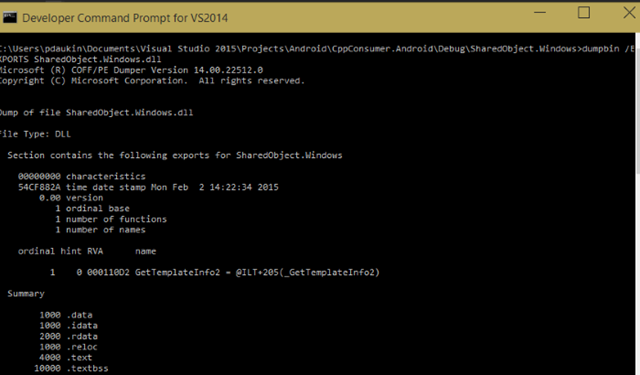 Developer Command Prompt for VS2014
C:\Users\pdaukin\Documents\Visual Studio 2015\Projects\Android\CppConsumer.Android\Debug\SharedObject.Windows>dumpbin /E
XPORTS SharedObject.Windows.dll
Microsoft (R) COFF/PE Dumper Version 14.00.22512.0
Copyright (C) Microsoft Corporation.  All rights reserved.
Dump of file SharedObject.Windows.dll
File Type: DLL
Section contains the following exports for SharedObject.Windows
00000000 characteristics
54CF882A time date stamp Mon Feb  2 14:22:34 2015
0.00 version
1 ordinal base
1 number of functions
1 number of names
ordinal hint RVA      name
1    0 000110D2 GetTemplateInfo2 = @ILT+205(_GetTemplateInfo2)
Summary
1000 .data
1000 .idata
2000 .rdata
1000 .reloc
4000 .text
10000 .textbss